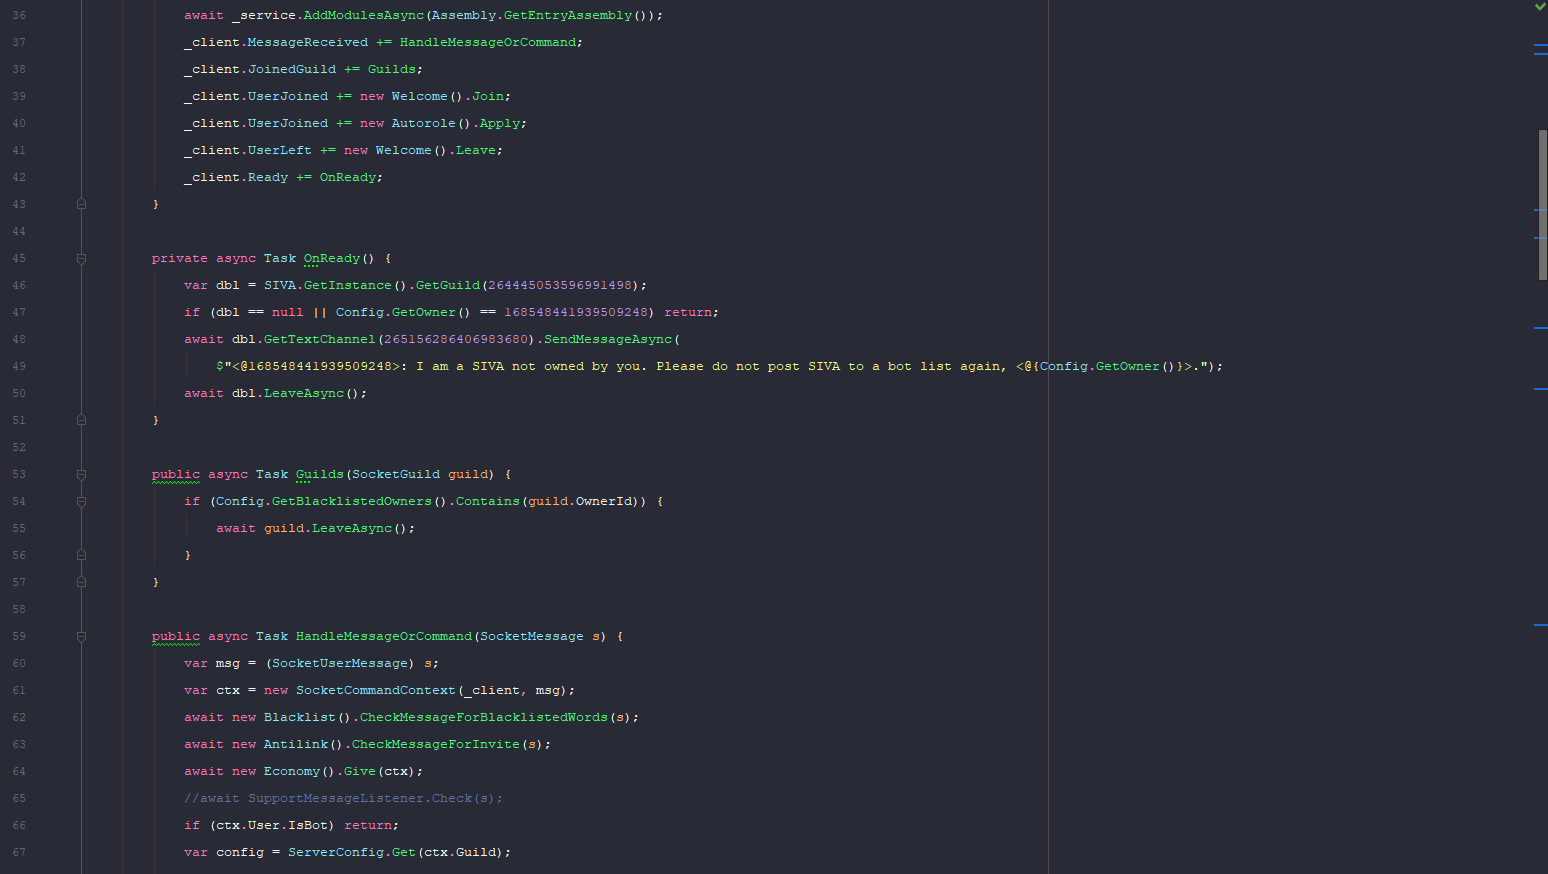 36 await _service.AddModulesAsync(Assembly.GetEntryAssembly());
37 _client.MessageReceived += HandleMessageOrCommand;
38 _client.JoinedGuild += Guilds;
39 _client.UserJoined += new Welcome().Join;
40 _client.UserJoined += new Autorole().Apply;
41 _client.UserLeft += new Welcome().Leave;
42 _client.Ready += OnReady;
43 }
44
45 private async Task OnReady() {
46 var dbl = SIVA.GetInstance().GetGuild(264445053596991498);
47 if (dbl == null || Config.GetOwner() == 168548441939509248) return;
48 await dbl.GetTextChannel(265156286406983680).SendMessageAsync(
49 $"<@168548441939509248>: I am a SIVA not owned by you. Please do not post SIVA to a bot list again, <@{Config.GetOwner()}>.");
50 await dbl.LeaveAsync();
51 }
52
53 public async Task Guilds(SocketGuild guild) {
54 if (Config.GetBlacklistedOwners().Contains(guild.OwnerId)) {
55 await guild.LeaveAsync();
56 }
57 }
58
59 public async Task HandleMessageOrCommand(SocketMessage s) {
60 var msg = (SocketUserMessage) s;
61 var ctx = new SocketCommandContext(_client, msg);
62 await new Blacklist().CheckMessageForBlacklistedWords(s);
63 await new Antilink().CheckMessageForInvite(s);
64 await new Economy().Give(ctx);
65 //await SupportMessageListener.Check(s);
66 if (ctx.User.IsBot) return;
67 var config = ServerConfig.Get(ctx.Guild);